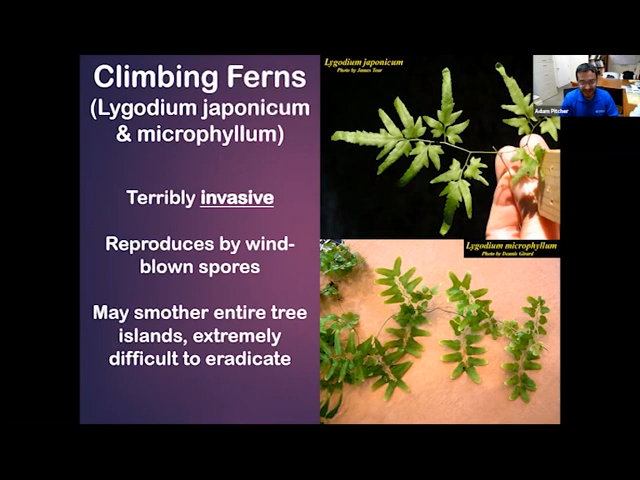 Climbing Ferns
(Lygodium japonicum
& microphyllum)
Terribly invasive
Reproduces by wind-
blown spores
May smother entire tree
islands, extremely
difficult to eradicate
Lygodium japonicum
Photo by James Tear
Lygodium microphyllum
Photo by Dennis Girard
Adam Pitcher